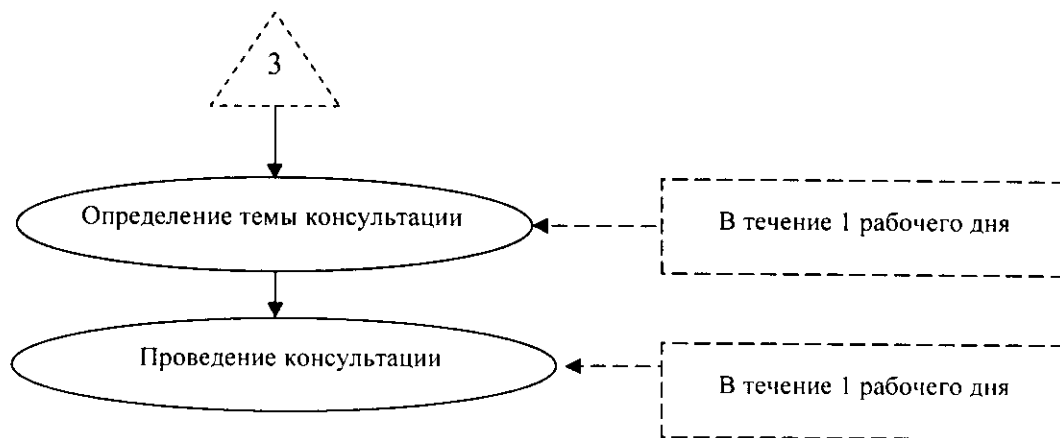 3
Определение темы консультации
В течение 1 рабочего дня
Проведение консультации
В течение 1 рабочего дня